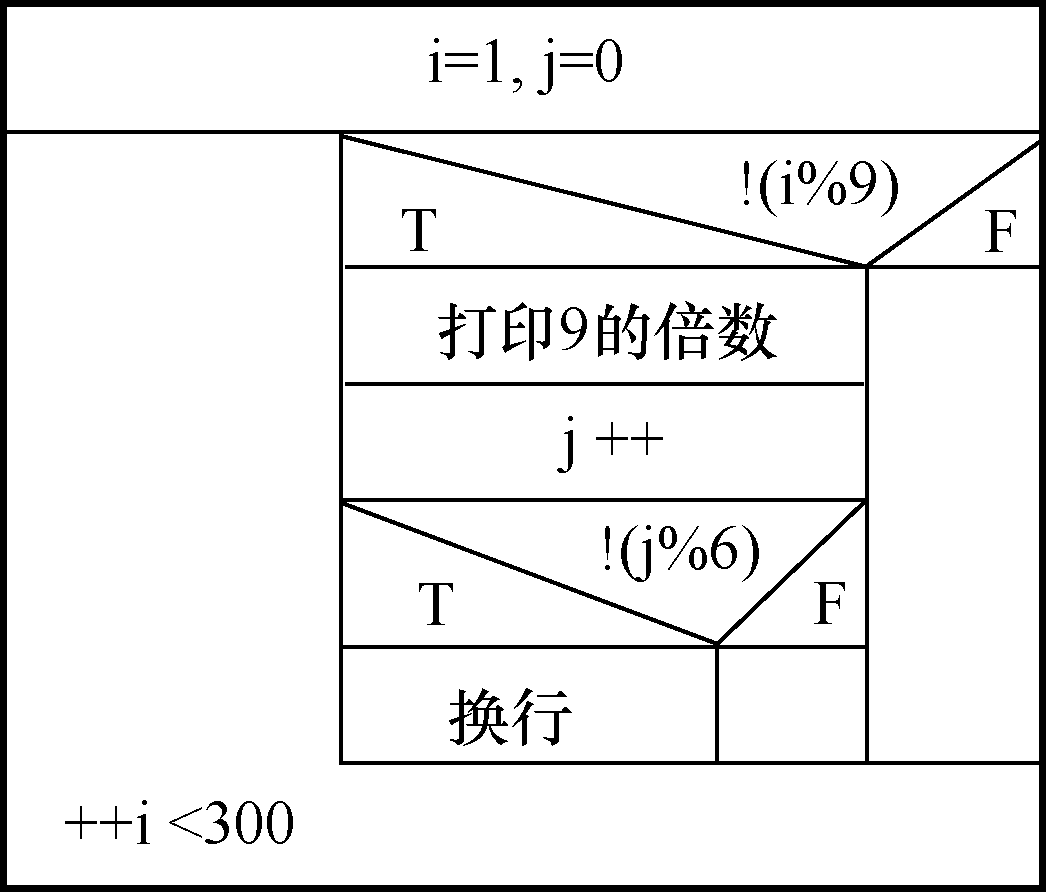 i=1, j=0
!(i%9)
T
F
打印9的倍数
j ++
!(j%6)
T
F
换行
++i <300